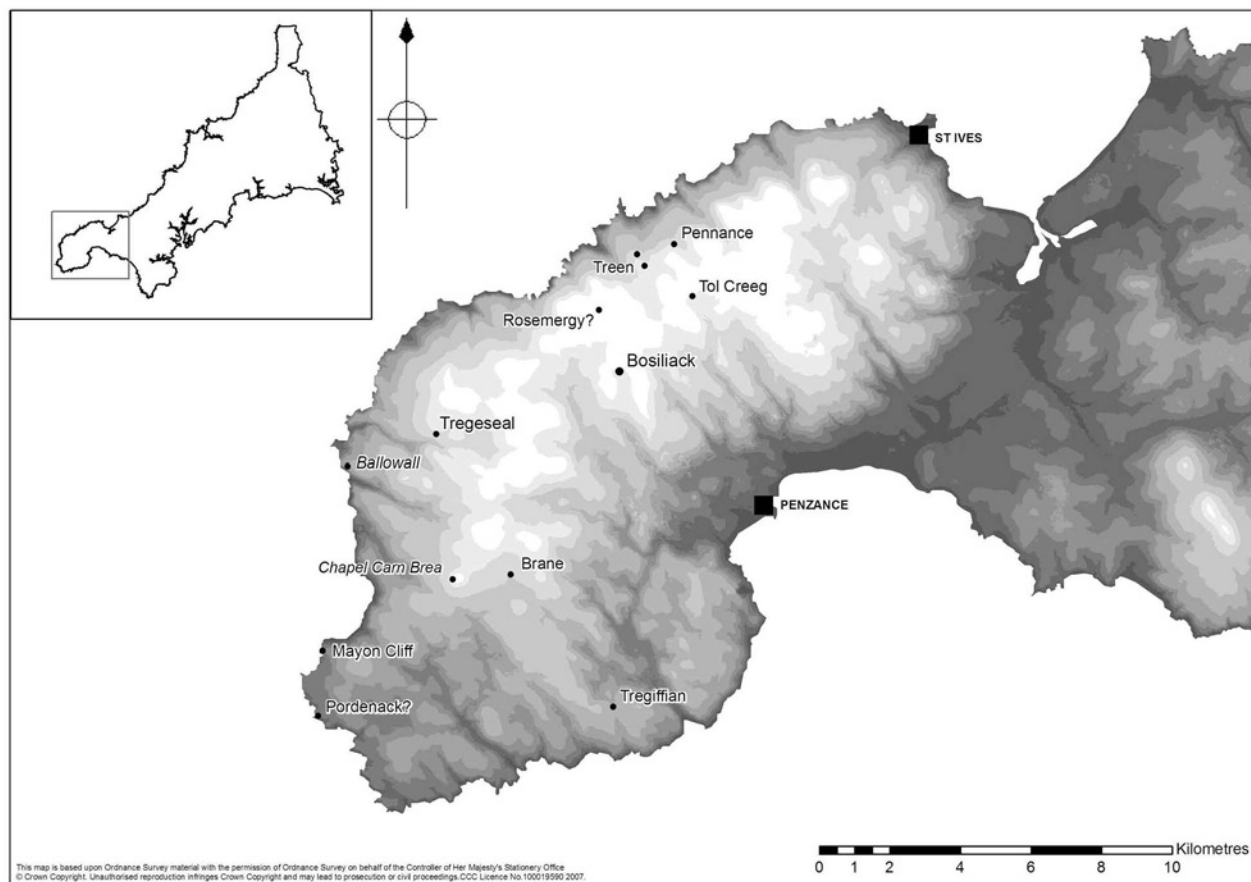 ST IVES
Pennance
Treen
Tol Creeg
Rosemergy?
Bosiliack
Tregeseal
Ballowall
PENZANCE
Chapel Carn Brea
Brane
Mayon Cliff
Tregiffian
Pordenack?
Kilometres
0 1 2 4 6 8 10
This map is based upon Ordnance Survey material with the permission of Ordnance Survey on behalf of the Controller of Her Majesty's Stationery Office
© Crown Copyright. Unauthorised reproduction infringes Crown Copyright and may lead to prosecution or civil proceedings.CCC Licence No.100019590 2007.